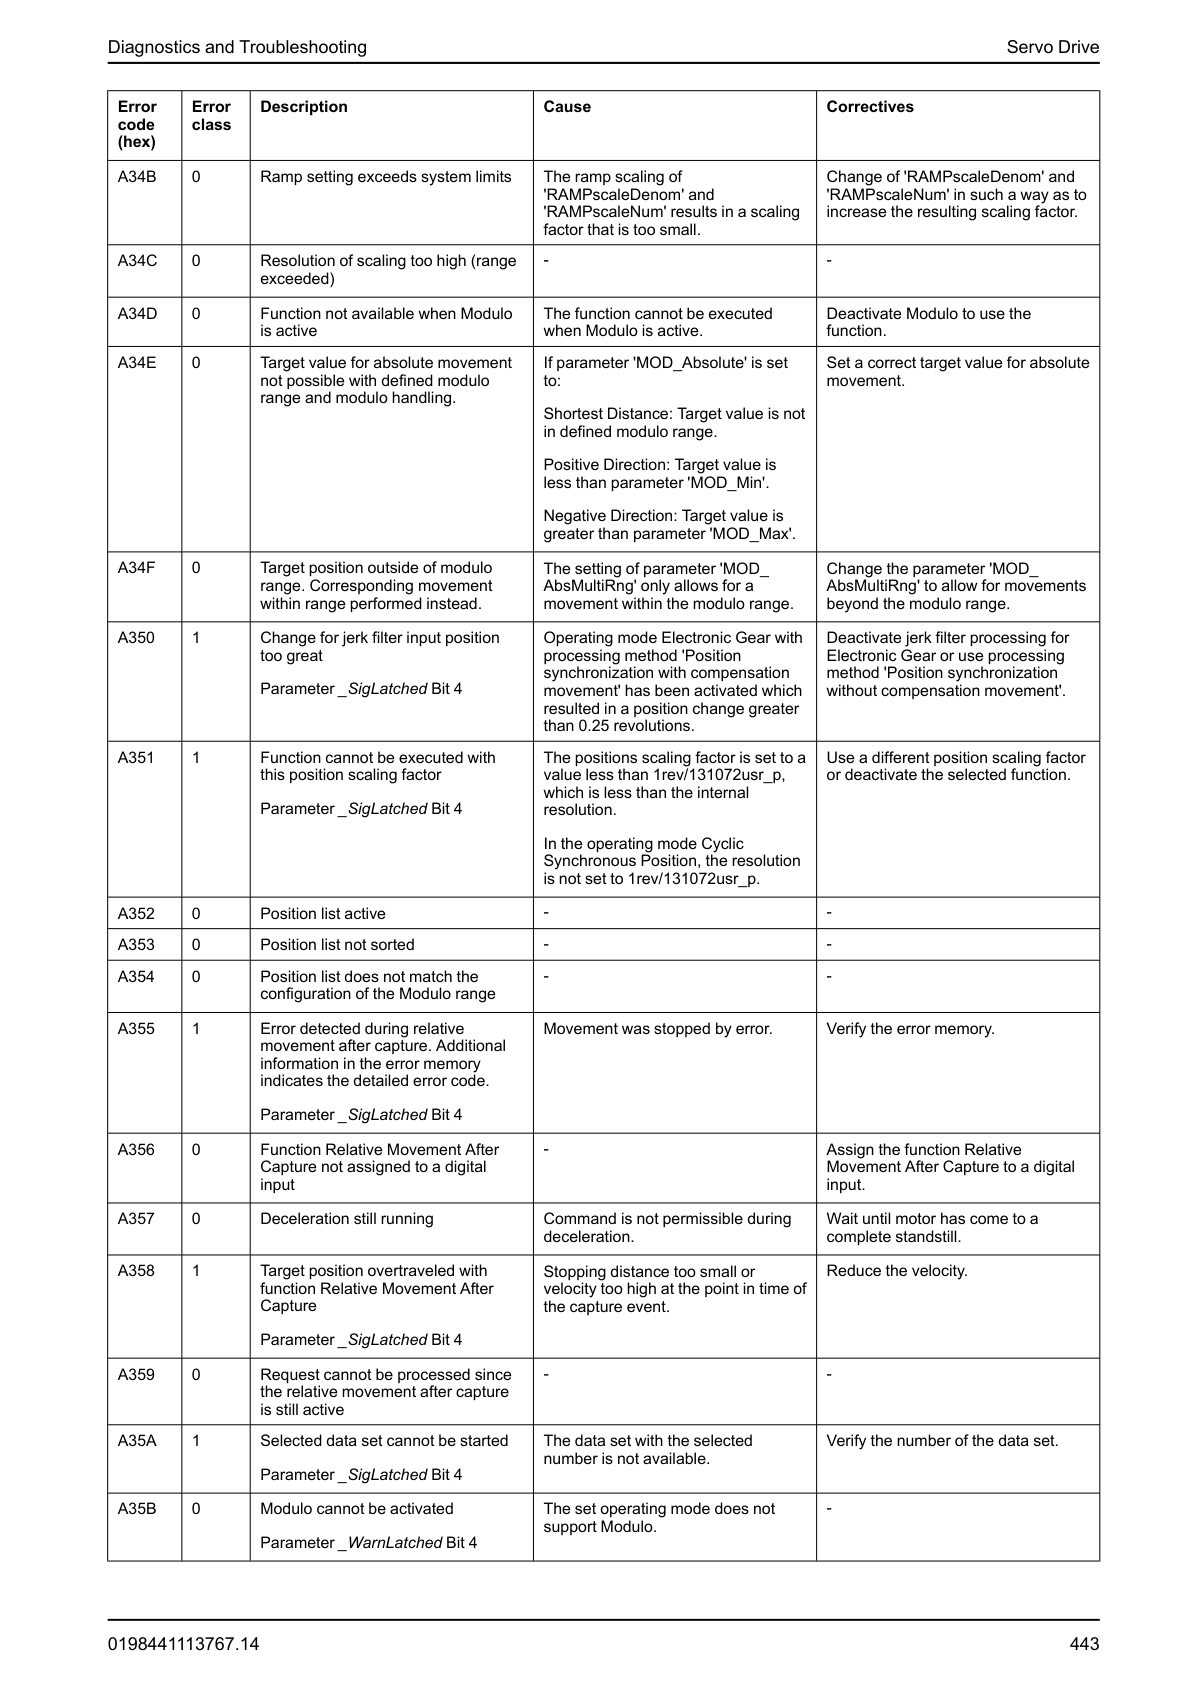 Diagnostics and Troubleshooting
Servo Drive
Error
code
(hex)
Error
class
Description
Cause
Correctives
A34B
0
Ramp setting exceeds system limits
The ramp scaling of
'RAMPscaleDenom' and
'RAMPscaleNum' results in a scaling
factor that is too small.
Change of 'RAMPscaleDenom' and
'RAMPscaleNum' in such a way as to
increase the resulting scaling factor.
A34C
0
Resolution of scaling too high (range
exceeded)
-
-
A34D
0
Function not available when Modulo
is active
The function cannot be executed
when Modulo is active.
Deactivate Modulo to use the
function.
A34E
0
Target value for absolute movement
not possible with defined modulo
range and modulo handling.
If parameter 'MOD_Absolute' is set
to:
Shortest Distance: Target value is not
in defined modulo range.
Positive Direction: Target value is
less than parameter 'MOD_Min'.
Negative Direction: Target value is
greater than parameter 'MOD_Max'.
Set a correct target value for absolute
movement.
A34F
0
Target position outside of modulo
range. Corresponding movement
within range performed instead.
The setting of parameter 'MOD_
AbsMultiRng' only allows for a
movement within the modulo range.
Change the parameter 'MOD_
AbsMultiRng' to allow for movements
beyond the modulo range.
A350
1
Change for jerk filter input position
too great
Parameter _SigLatched Bit 4
Operating mode Electronic Gear with
processing method 'Position
synchronization with compensation
movement' has been activated which
resulted in a position change greater
than 0.25 revolutions.
Deactivate jerk filter processing for
Electronic Gear or use processing
method 'Position synchronization
without compensation movement'.
A351
1
Function cannot be executed with
this position scaling factor
Parameter _SigLatched Bit 4
The positions scaling factor is set to a
value less than 1rev/131072usr_p,
which is less than the internal
resolution.
In the operating mode Cyclic
Synchronous Position, the resolution
is not set to 1rev/131072usr_p.
Use a different position scaling factor
or deactivate the selected function.
A352
0
Position list active
-
-
A353
0
Position list not sorted
-
-
A354
0
Position list does not match the
configuration of the Modulo range
-
-
A355
1
Error detected during relative
movement after capture. Additional
information in the error memory
indicates the detailed error code.
Parameter _SigLatched Bit 4
Movement was stopped by error.
Verify the error memory.
A356
0
Function Relative Movement After
Capture not assigned to a digital
input
-
Assign the function Relative
Movement After Capture to a digital
input.
A357
0
Deceleration still running
Command is not permissible during
deceleration.
Wait until motor has come to a
complete standstill.
A358
1
Target position overtraveled with
function Relative Movement After
Capture
Parameter _SigLatched Bit 4
Stopping distance too small or
velocity too high at the point in time of
the capture event.
Reduce the velocity.
A359
0
Request cannot be processed since
the relative movement after capture
is still active
-
-
A35A
1
Selected data set cannot be started
Parameter _SigLatched Bit 4
The data set with the selected
number is not available.
Verify the number of the data set.
A35B
0
Modulo cannot be activated
Parameter _WarnLatched Bit 4
The set operating mode does not
support Modulo.
-
0198441113767.14
443